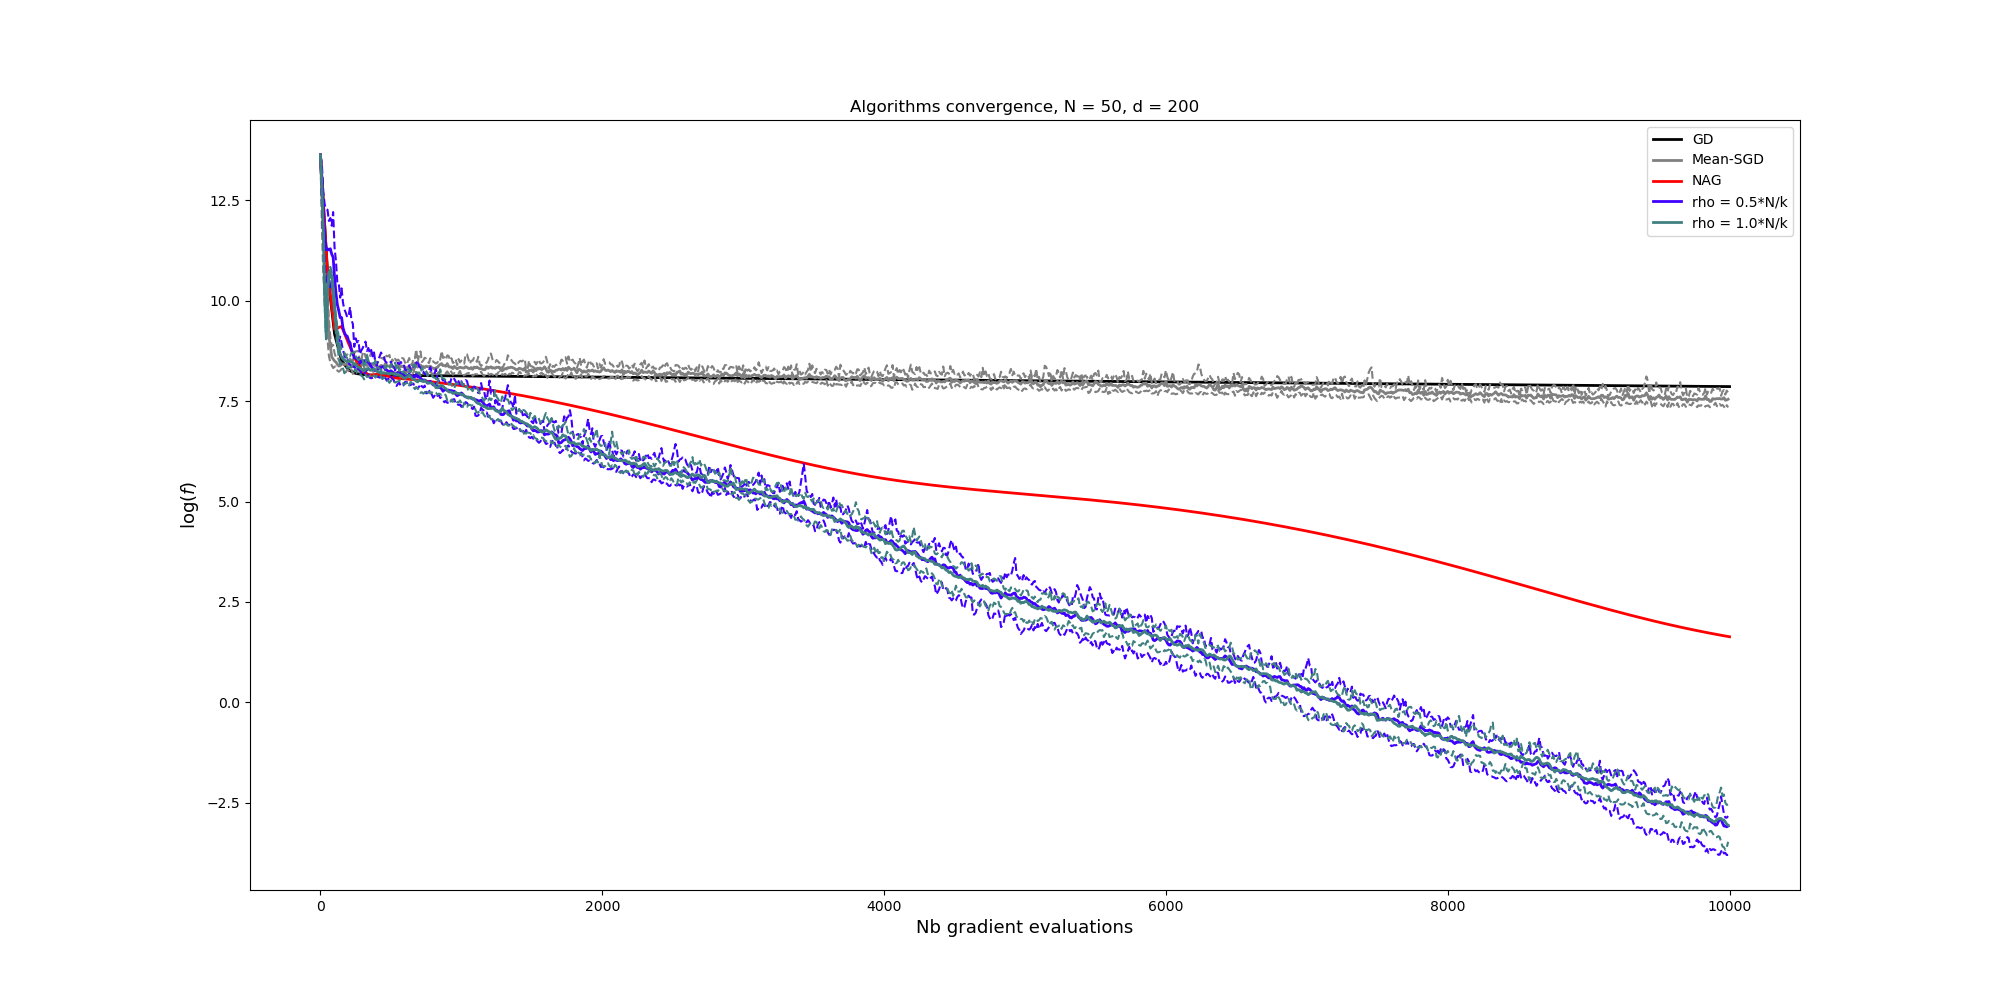 Algorithms convergence, N = 50, d = 200
GD
Mean-SGD
NAG
rho = 0.5*N/k
rho = 1.0*N/k
12.5
10.0
7.5
5.0
2.5
0.0
−2.5
log(f)
0 2000 4000 6000 8000 10000
Nb gradient evaluations